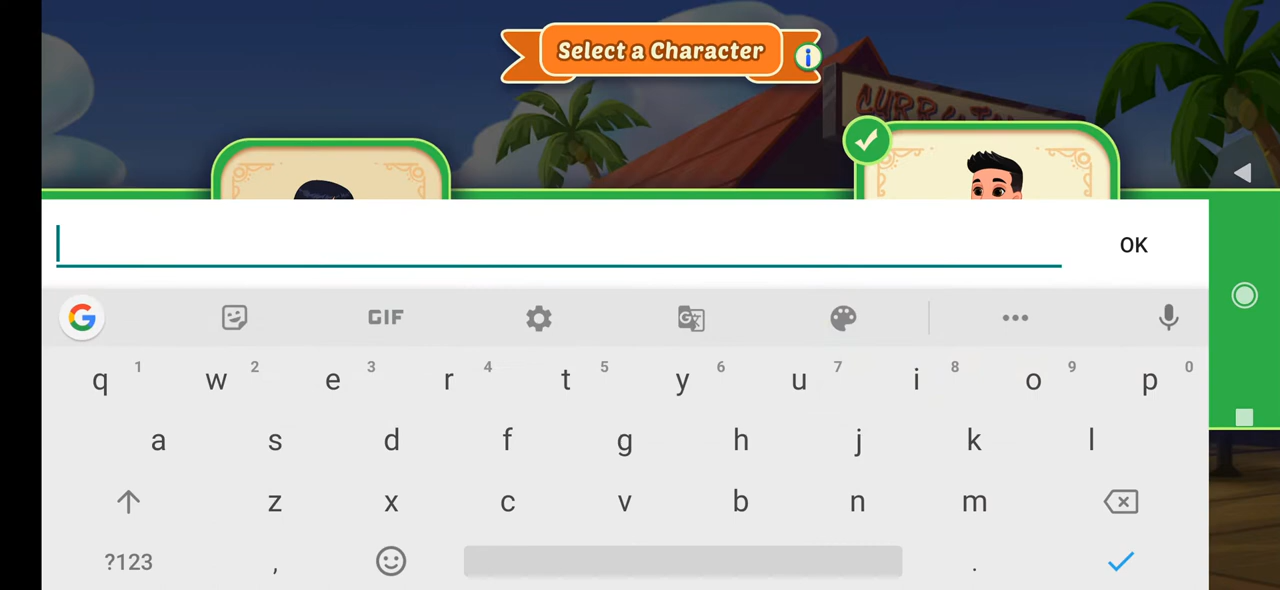 Select a Character
i
OK
G GIF
q 1 w 2 e 3 r 4 t 5 y 6 u 7 i 8 o 9 p 0
a s d f g h j k l
z x c v b n m
?123 , .